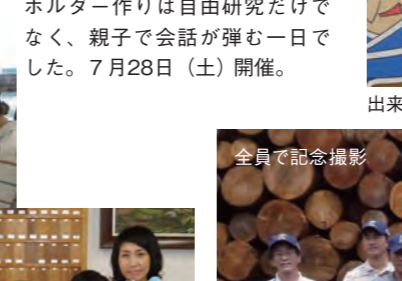 ホルダー作りは自由研究だけで
なく、親子で会話が弾む一日で
した。７月28日（土）開催。
出来
全員で記念撮影